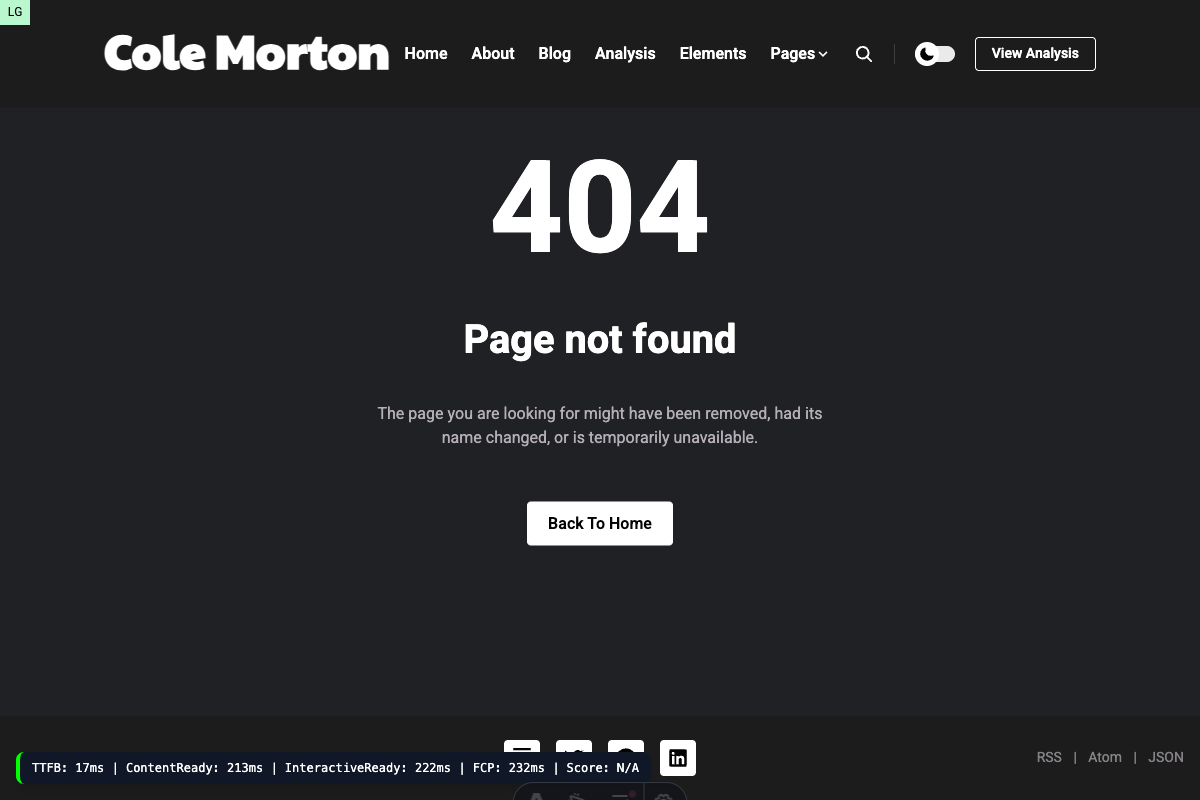 LG
Cole Morton
Home
About
Blog
Analysis
Elements
Pages
View Analysis
404
Page not found
The page you are looking for might have been removed, had its
name changed, or is temporarily unavailable.
Back To Home
TTFB: 17ms | ContentReady: 213ms | InteractiveReady: 222ms | FCP: 232ms | Score: N/A
RSS | Atom | JSON